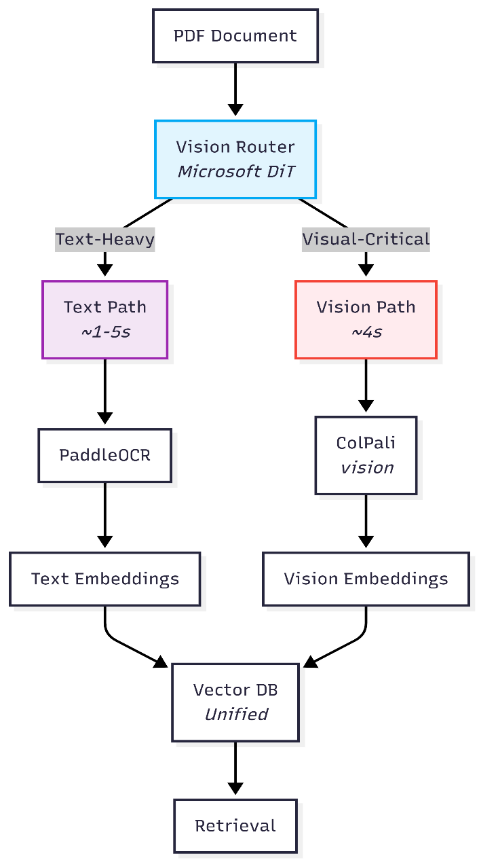 PDF Document
Vision Router
Microsoft DiT
Text-Heavy
Visual-Critical
Text Path
~1-5s
Vision Path
~4s
PaddleOCR
ColPali
vision
Text Embeddings
Vision Embeddings
Vector DB
Unified
Retrieval